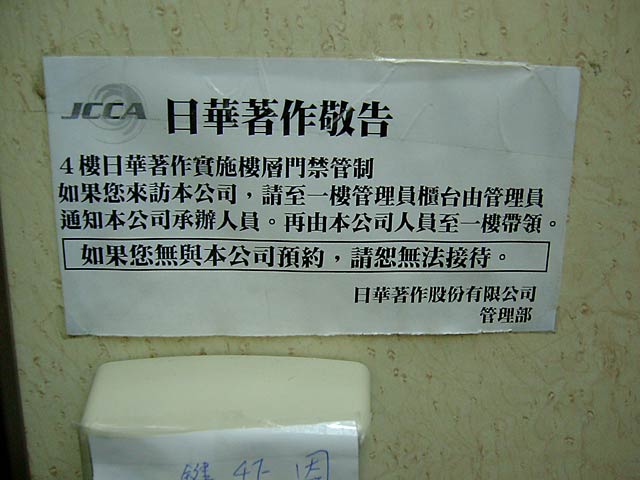 JCCA 日華著作敬告
4樓日華著作實施樓層門禁管制
如果您來訪本公司，請至一樓管理員櫃台由管理員
通知本公司承辦人員。再由本公司人員至一樓帶領。
如果您無與本公司預約，請恕無法接待。
日華著作股份有限公司
管理部